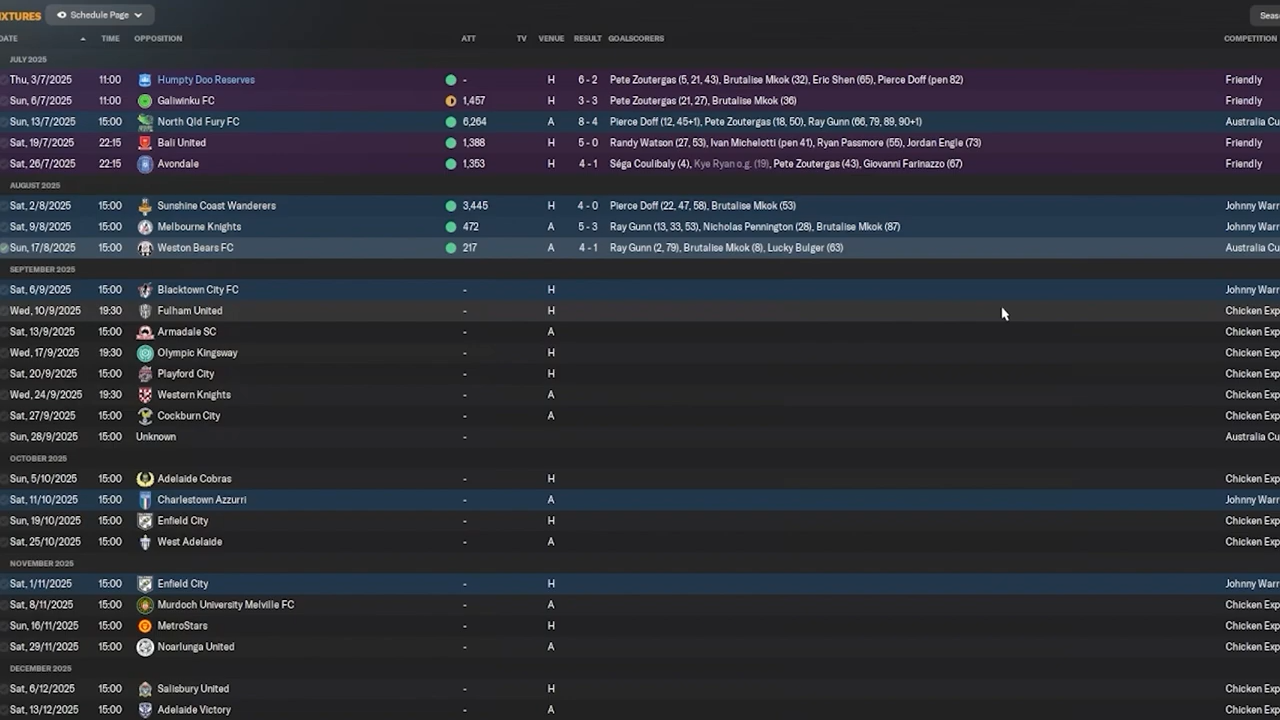 IXTURES Schedule Page Seas
DATE TIME OPPOSITION ATT TV VENUE RESULT GOALSCORERS COMPETITION
JULY 2025
Thu, 3/7/2025 11:00 Humpty Doo Reserves - H 6 - 2 Pete Zoutergas (5, 21, 43), Brutalise Mkok (32), Eric Shen (65), Pierce Doff (pen 82) Friendly
Sun, 6/7/2025 11:00 Galiwinku FC 1,457 H 3 - 3 Pete Zoutergas (21, 27), Brutalise Mkok (36) Friendly
Sun, 13/7/2025 15:00 North Qld Fury FC 6,264 A 8 - 4 Pierce Doff (12, 45+1), Pete Zoutergas (18, 50), Ray Gunn (66, 79, 89, 90+1) Australia Cu
Sat, 19/7/2025 22:15 Bali United 1,388 H 5 - 0 Randy Watson (27, 53), Ivan Michelotti (pen 41), Ryan Passmore (55), Jordan Engle (73) Friendly
Sat, 26/7/2025 22:15 Avondale 1,353 H 4 - 1 Séga Coulibaly (4), Kye Ryan o.g. (19), Pete Zoutergas (43), Giovanni Farinazzo (67) Friendly
AUGUST 2025
Sat, 2/8/2025 15:00 Sunshine Coast Wanderers 3,445 H 4 - 0 Pierce Doff (22, 47, 58), Brutalise Mkok (53) Johnny Warr
Sat, 9/8/2025 15:00 Melbourne Knights 472 A 5 - 3 Ray Gunn (13, 33, 53), Nicholas Pennington (28), Brutalise Mkok (87) Johnny Warr
Sun, 17/8/2025 15:00 Weston Bears FC 217 A 4 - 1 Ray Gunn (2, 79), Brutalise Mkok (8), Lucky Bulger (63) Australia Cu
SEPTEMBER 2025
Sat, 6/9/2025 15:00 Blacktown City FC - H Johnny Warr
Wed, 10/9/2025 19:30 Fulham United - H Chicken Exp
Sat, 13/9/2025 15:00 Armadale SC - A Chicken Exp
Wed, 17/9/2025 19:30 Olympic Kingsway - H Chicken Exp
Sat, 20/9/2025 15:00 Playford City - H Chicken Exp
Wed, 24/9/2025 19:30 Western Knights - A Chicken Exp
Sat, 27/9/2025 15:00 Cockburn City - A Chicken Exp
Sun, 28/9/2025 15:00 Unknown - Australia Cu
OCTOBER 2025
Sun, 5/10/2025 15:00 Adelaide Cobras - H Chicken Exp
Sat, 11/10/2025 15:00 Charlestown Azzurri - A Johnny Warr
Sun, 19/10/2025 15:00 Enfield City - H Chicken Exp
Sat, 25/10/2025 15:00 West Adelaide - A Chicken Exp
NOVEMBER 2025
Sat, 1/11/2025 15:00 Enfield City - H Johnny Warr
Sat, 8/11/2025 15:00 Murdoch University Melville FC - A Chicken Exp
Sun, 16/11/2025 15:00 MetroStars - H Chicken Exp
Sat, 29/11/2025 15:00 Noarlunga United - A Chicken Exp
DECEMBER 2025
Sat, 6/12/2025 15:00 Salisbury United - H Chicken Exp
Sat, 13/12/2025 15:00 Adelaide Victory - A Chicken Exp